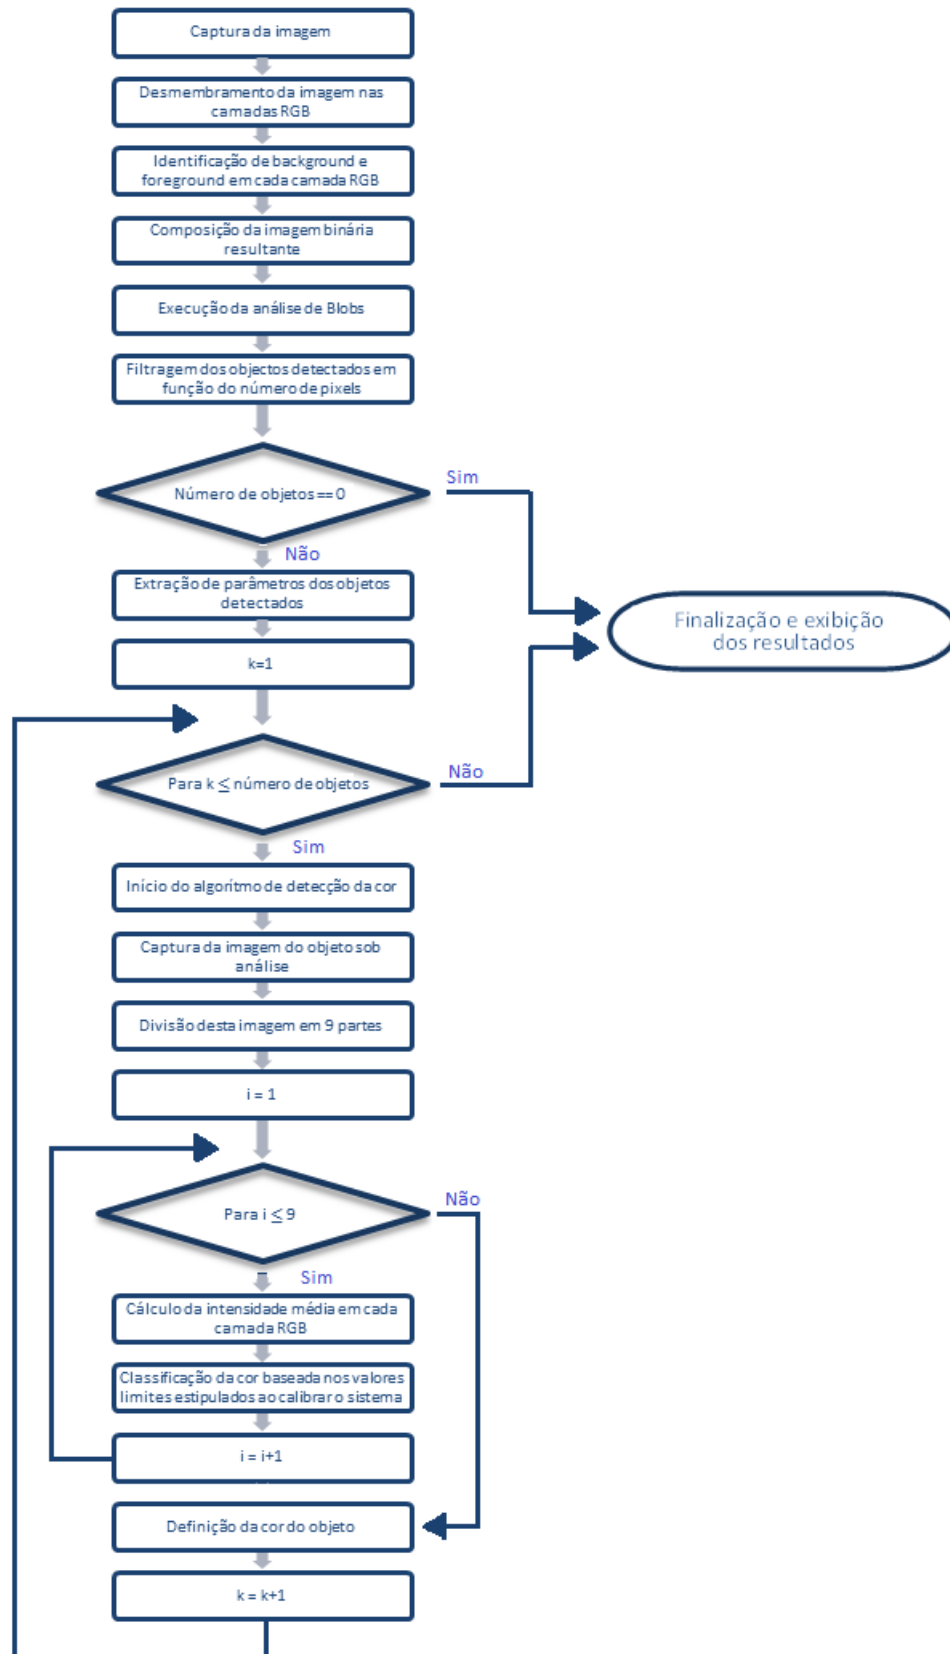 Captura da imagem
Desmembramento da imagem nas
camadas RGB
Identificação de background e
foreground em cada camada RGB
Composição da imagem binária
resultante
Execução da análise de Blobs
Filtragem dos objectos detectados em
função do número de pixels
Número de objetos == 0
Sim
Não
Extração de parâmetros dos objetos
detectados
Finalização e exibição
dos resultados
k=1
Para k ≤ número de objetos
Não
Sim
Início do algorítmo de detecção da cor
Captura da imagem do objeto sob
análise
Divisão desta imagem em 9 partes
i = 1
Para i ≤ 9
Não
Sim
Cálculo da intensidade média em cada
camada RGB
Classificação da cor baseada nos valores
limites estipulados ao calibrar o sistema
i = i+1
Definição da cor do objeto
k = k+1